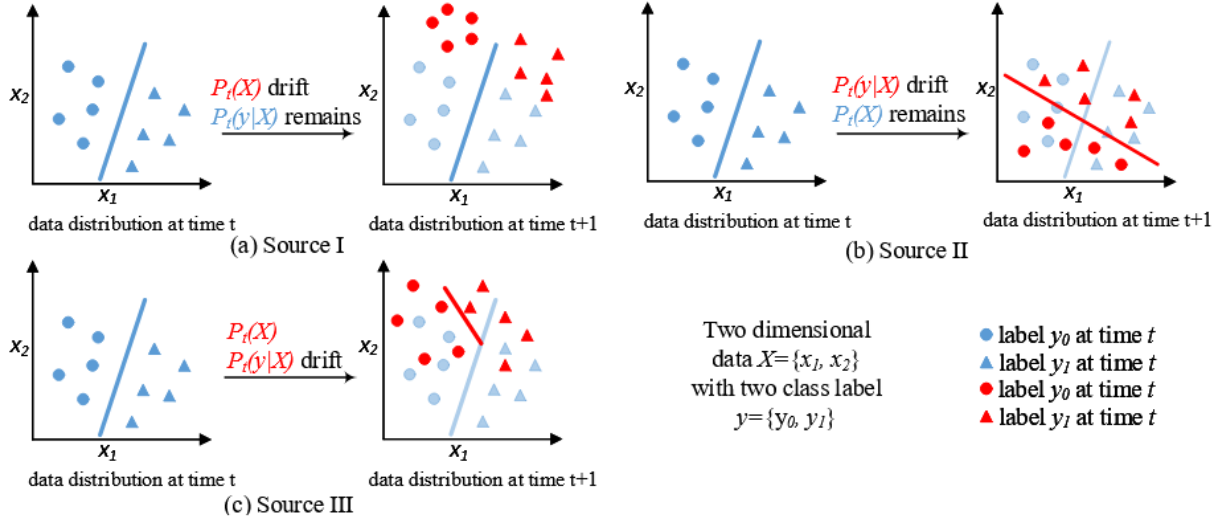 x₂
x₁
data distribution at time t
Pₜ(X) drift
Pₜ(y|X) remains
x₂
x₁
data distribution at time t+1
(a) Source I
x₂
x₁
data distribution at time t
Pₜ(y|X) drift
Pₜ(X) remains
x₂
x₁
data distribution at time t+1
(b) Source II
x₂
x₁
data distribution at time t
Pₜ(X)
Pₜ(y|X) drift
x₂
x₁
data distribution at time t+1
(c) Source III
Two dimensional
data X={x₁, x₂}
with two class label
y={y₀, y₁}
label y₀ at time t
label y₁ at time t
label y₀ at time t
label y₁ at time t